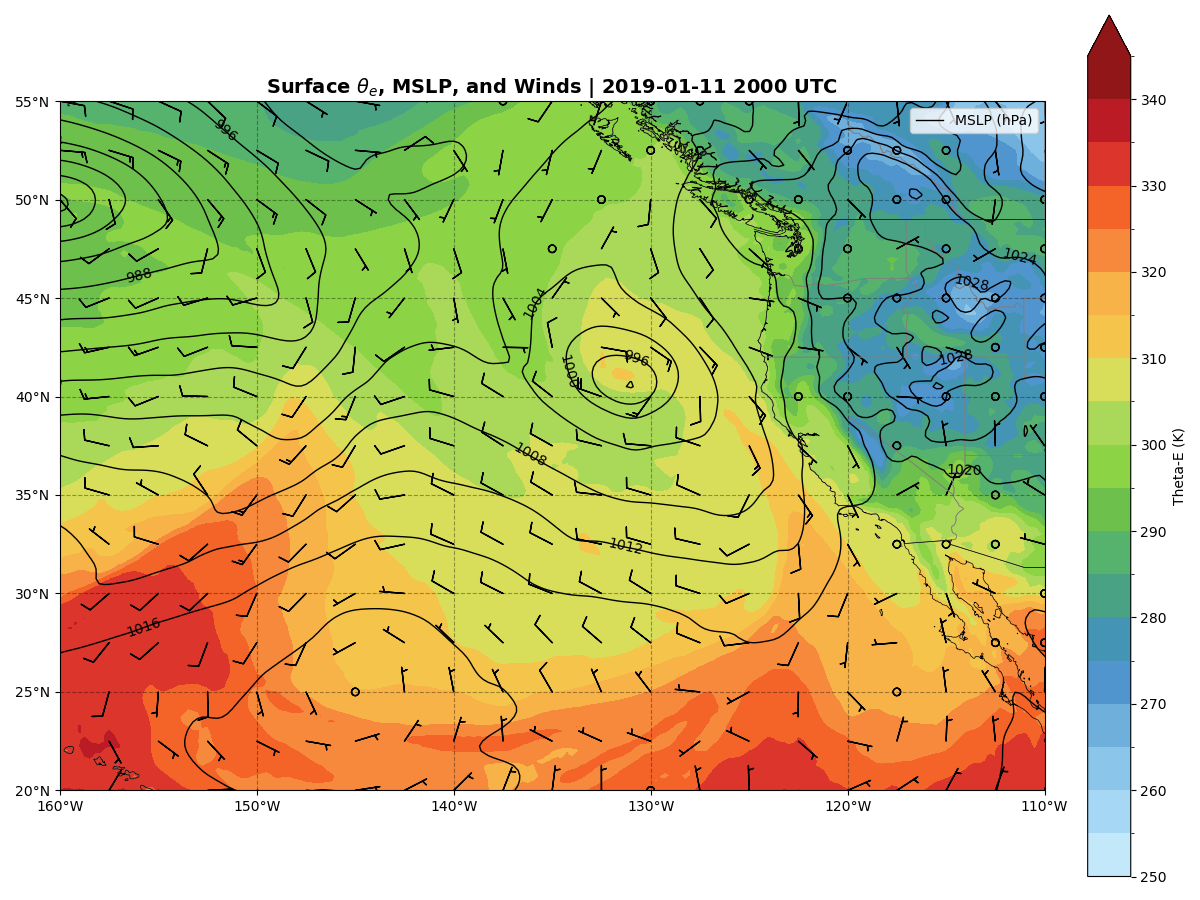 Surface θe, MSLP, and Winds | 2019-01-11 2000 UTC
MSLP (hPa)
55°N
50°N
45°N
40°N
35°N
30°N
25°N
20°N
160°W
150°W
140°W
130°W
120°W
110°W
996
988
1004
1000
996
1008
1012
1016
1024
1028
1028
1020
340
330
320
310
300
290
280
270
260
250
Theta-E (K)